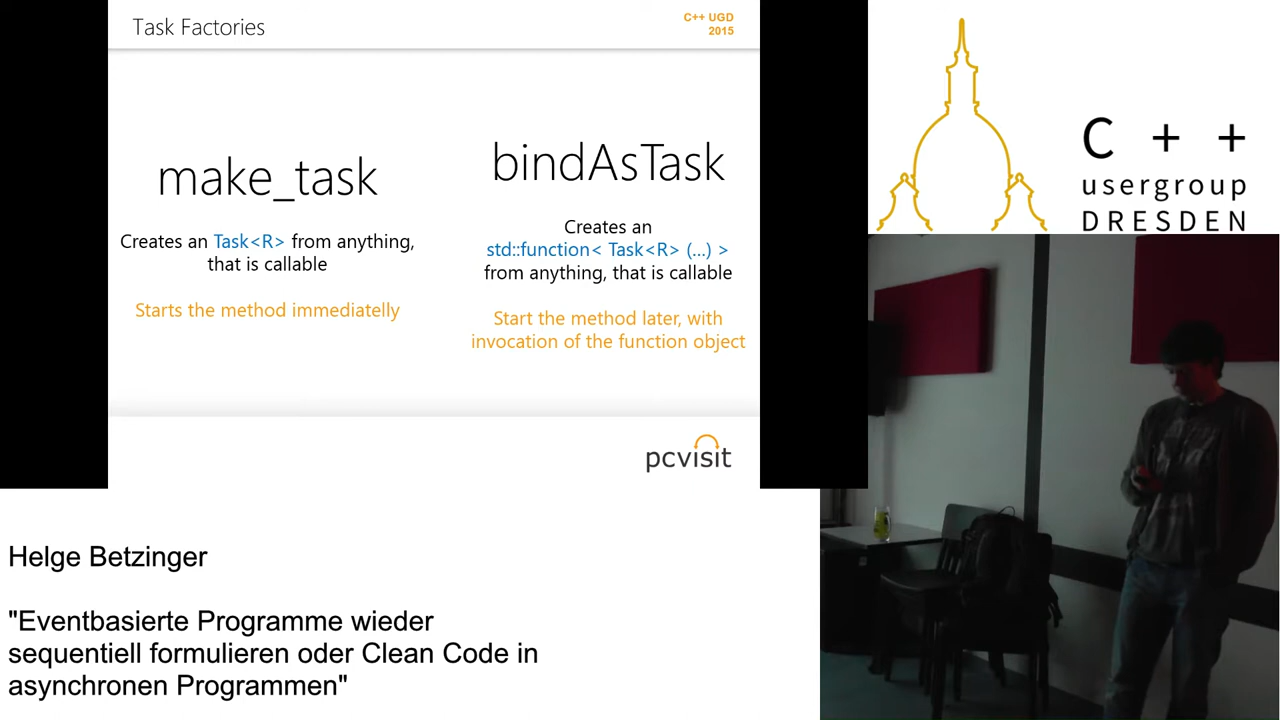 Task Factories
C++ UGD
2015
make_task
Creates an Task<R> from anything,
that is callable
Starts the method immediatelly
bindAsTask
Creates an
std::function< Task<R> (...) >
from anything, that is callable
Start the method later, with
invocation of the function object
pcvisit
C + +
usergroup
DRESDEN
Helge Betzinger
"Eventbasierte Programme wieder
sequentiell formulieren oder Clean Code in
asynchronen Programmen"